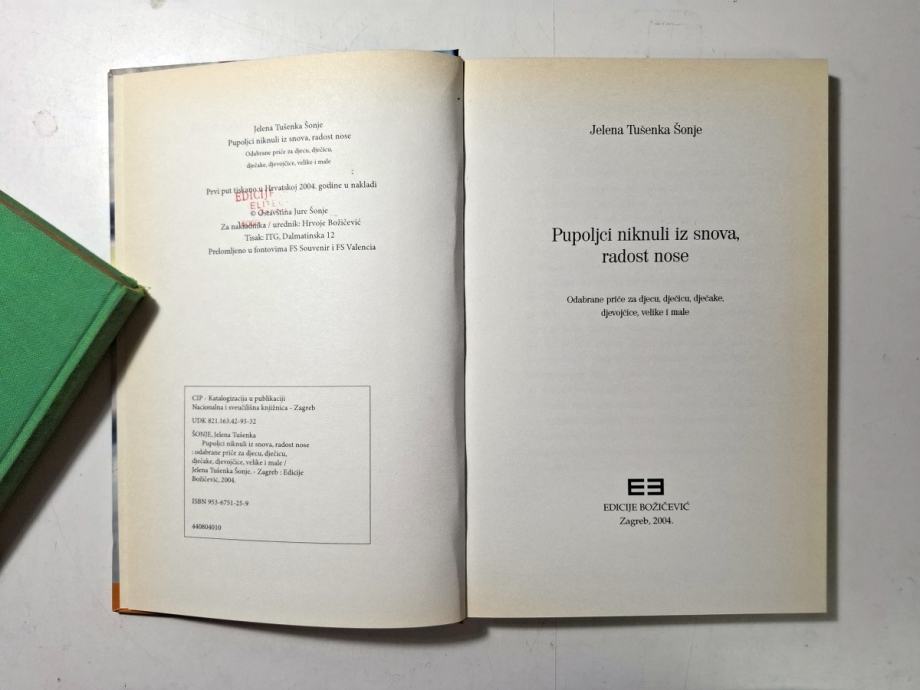 Jelena Tušenka Šonje
Pupoljci niknuli iz snova, radost nose
Odabrane priče za djecu, dječicu,
dječake, djevojčice, velike i male
Prvi put tiskano u Hrvatskoj 2004. godine u nakladi
EDICIJE
© Ostavština Jure Šonje
Za nakladnika / urednik: Hrvoje Božičević
Tisak: ITG, Dalmatinska 12
Prelomljeno u fontovima FS Souvenir i FS Valencia
CIP - Katalogizacija u publikaciji
Nacionalna i sveučilišna knjižnica - Zagreb
UDK 821.163.42-93-32
ŠONJE, Jelena Tušenka
Pupoljci niknuli iz snova, radost nose
: odabrane priče za djecu, dječicu,
dječake, djevojčice, velike i male /
Jelena Tušenka Šonje. - Zagreb : Edicije
Božičević, 2004.
ISBN 953-6751-25-9
440804010
Jelena Tušenka Šonje
Pupoljci niknuli iz snova,
radost nose
Odabrane priče za djecu, dječicu, dječake,
djevojčice, velike i male
EDICIJE BOŽIČEVIĆ
Zagreb, 2004.